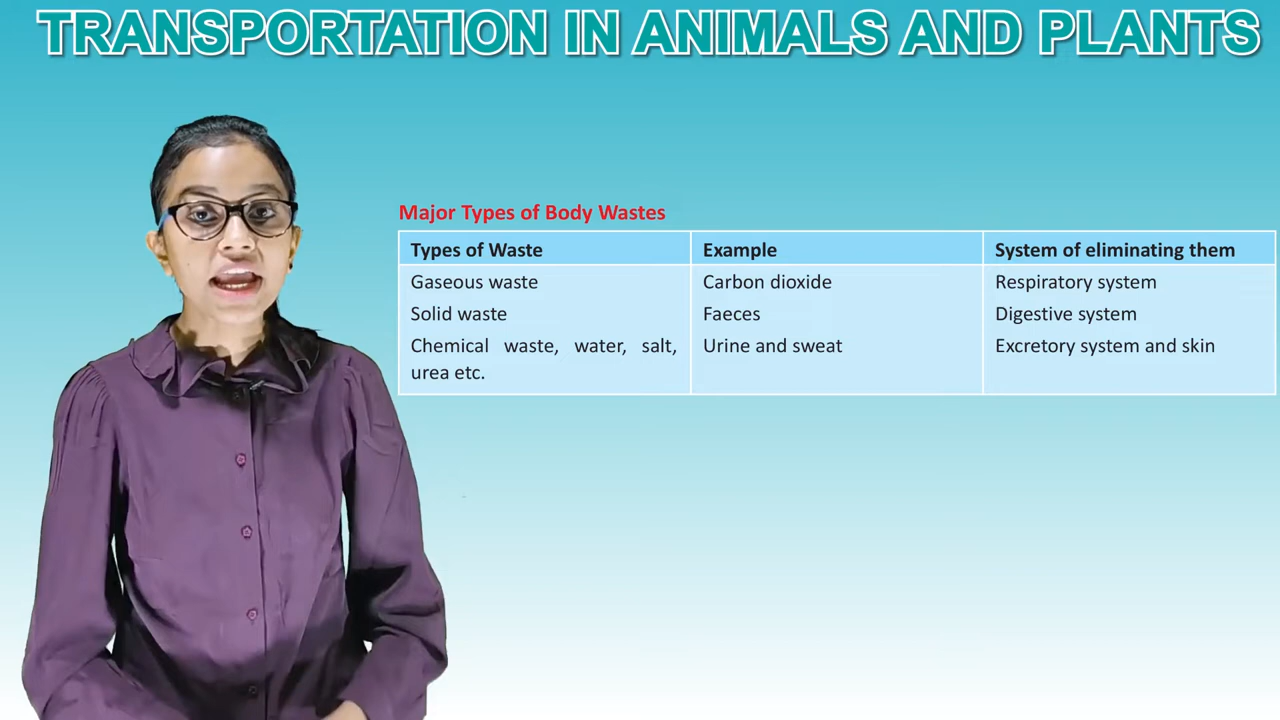 TRANSPORTATION IN ANIMALS AND PLANTS
Major Types of Body Wastes
Types of Waste Example System of eliminating them
Gaseous waste Carbon dioxide Respiratory system
Solid waste Faeces Digestive system
Chemical waste, water, salt, Urine and sweat Excretory system and skin
urea etc.